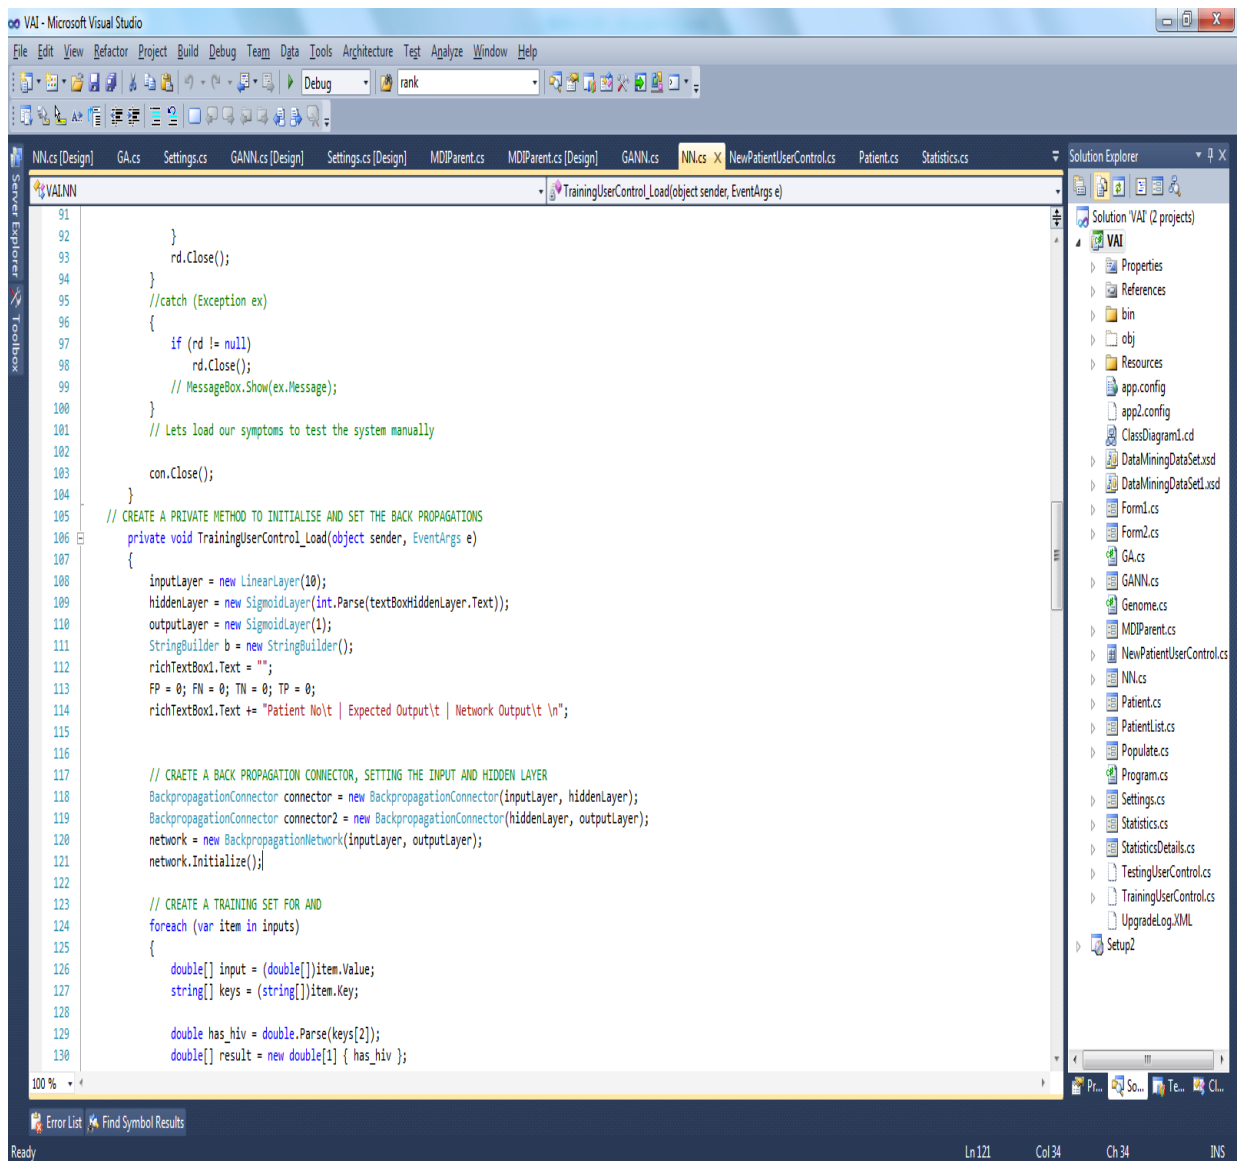 VAI - Microsoft Visual Studio
File Edit View Refactor Project Build Debug Team Data Tools Architecture Test Analyze Window Help
Debug rank
NN.cs [Design] GA.cs Settings.cs GANN.cs [Design] Settings.cs [Design] MDIParent.cs MDIParent.cs [Design] GANN.cs NN.cs X NewPatientUserControl.cs Patient.cs Statistics.cs
VAI.NN TrainingUserControl_Load(object sender, EventArgs e)
91
92 }
93 rd.Close();
94 }
95 //catch (Exception ex)
96 {
97 if (rd != null)
98 rd.Close();
99 // MessageBox.Show(ex.Message);
100 }
101 // Lets load our symptoms to test the system manually
102
103 con.Close();
104 }
105 // CREATE A PRIVATE METHOD TO INITIALISE AND SET THE BACK PROPAGATIONS
106 private void TrainingUserControl_Load(object sender, EventArgs e)
107 {
108 inputLayer = new LinearLayer(10);
109 hiddenLayer = new SigmoidLayer(int.Parse(textBoxHiddenLayer.Text));
110 outputLayer = new SigmoidLayer(1);
111 StringBuilder b = new StringBuilder();
112 richTextBox1.Text = "";
113 FP = 0; FN = 0; TN = 0; TP = 0;
114 richTextBox1.Text += "Patient No\t | Expected Output\t | Network Output\t \n";
115
116
117 // CRAETE A BACK PROPAGATION CONNECTOR, SETTING THE INPUT AND HIDDEN LAYER
118 BackpropagationConnector connector = new BackpropagationConnector(inputLayer, hiddenLayer);
119 BackpropagationConnector connector2 = new BackpropagationConnector(hiddenLayer, outputLayer);
120 network = new BackpropagationNetwork(inputLayer, outputLayer);
121 network.Initialize();
122
123 // CREATE A TRAINING SET FOR AND
124 foreach (var item in inputs)
125 {
126 double[] input = (double[])item.Value;
127 string[] keys = (string[])item.Key;
128
129 double has_hiv = double.Parse(keys[2]);
130 double[] result = new double[1] { has_hiv };
100 %
Server Explorer
Toolbox
Solution Explorer
Solution 'VAI' (2 projects)
VAI
Properties
References
bin
obj
Resources
app.config
app2.config
ClassDiagram1.cd
DataMiningDataSet.xsd
DataMiningDataSet1.xsd
Form1.cs
Form2.cs
GA.cs
GANN.cs
Genome.cs
MDIParent.cs
NewPatientUserControl.cs
NN.cs
Patient.cs
PatientList.cs
Populate.cs
Program.cs
Settings.cs
Statistics.cs
StatisticsDetails.cs
TestingUserControl.cs
TrainingUserControl.cs
UpgradeLog.XML
Setup2
Pr... So... Te... Cl...
Error List Find Symbol Results
Ready Ln 121 Col 34 Ch 34 INS